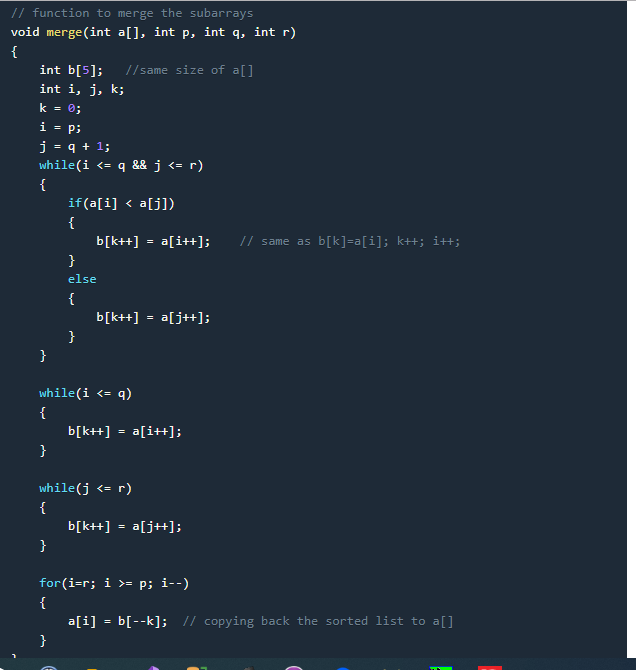 // function to merge the subarrays
void merge(int a[], int p, int q, int r)
{
    int b[5];   //same size of a[]
    int i, j, k;
    k = 0;
    i = p;
    j = q + 1;
    while(i <= q && j <= r)
    {
        if(a[i] < a[j])
        {
            b[k++] = a[i++];    // same as b[k]=a[i]; k++; i++;
        }
        else
        {
            b[k++] = a[j++];
        }
    }

    while(i <= q)
    {
        b[k++] = a[i++];
    }

    while(j <= r)
    {
        b[k++] = a[j++];
    }

    for(i=r; i >= p; i--)
    {
        a[i] = b[--k];  // copying back the sorted list to a[]
    }